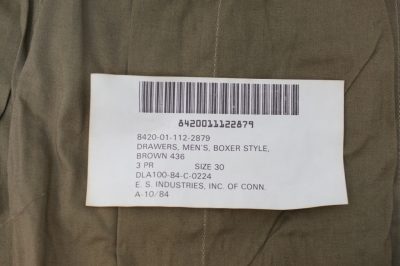 8420011122879
8420-01-112-2879
DRAWERS, MEN'S, BOXER STYLE,
BROWN 436
3 PR SIZE 30
DLA100-84-C-0224
E. S. INDUSTRIES, INC. OF CONN.
A-10/84